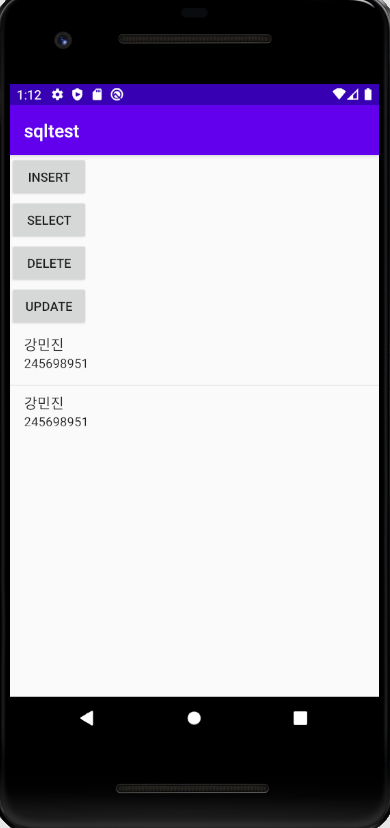 1:12
sqltest
INSERT
SELECT
DELETE
UPDATE
강민진
245698951
강민진
245698951